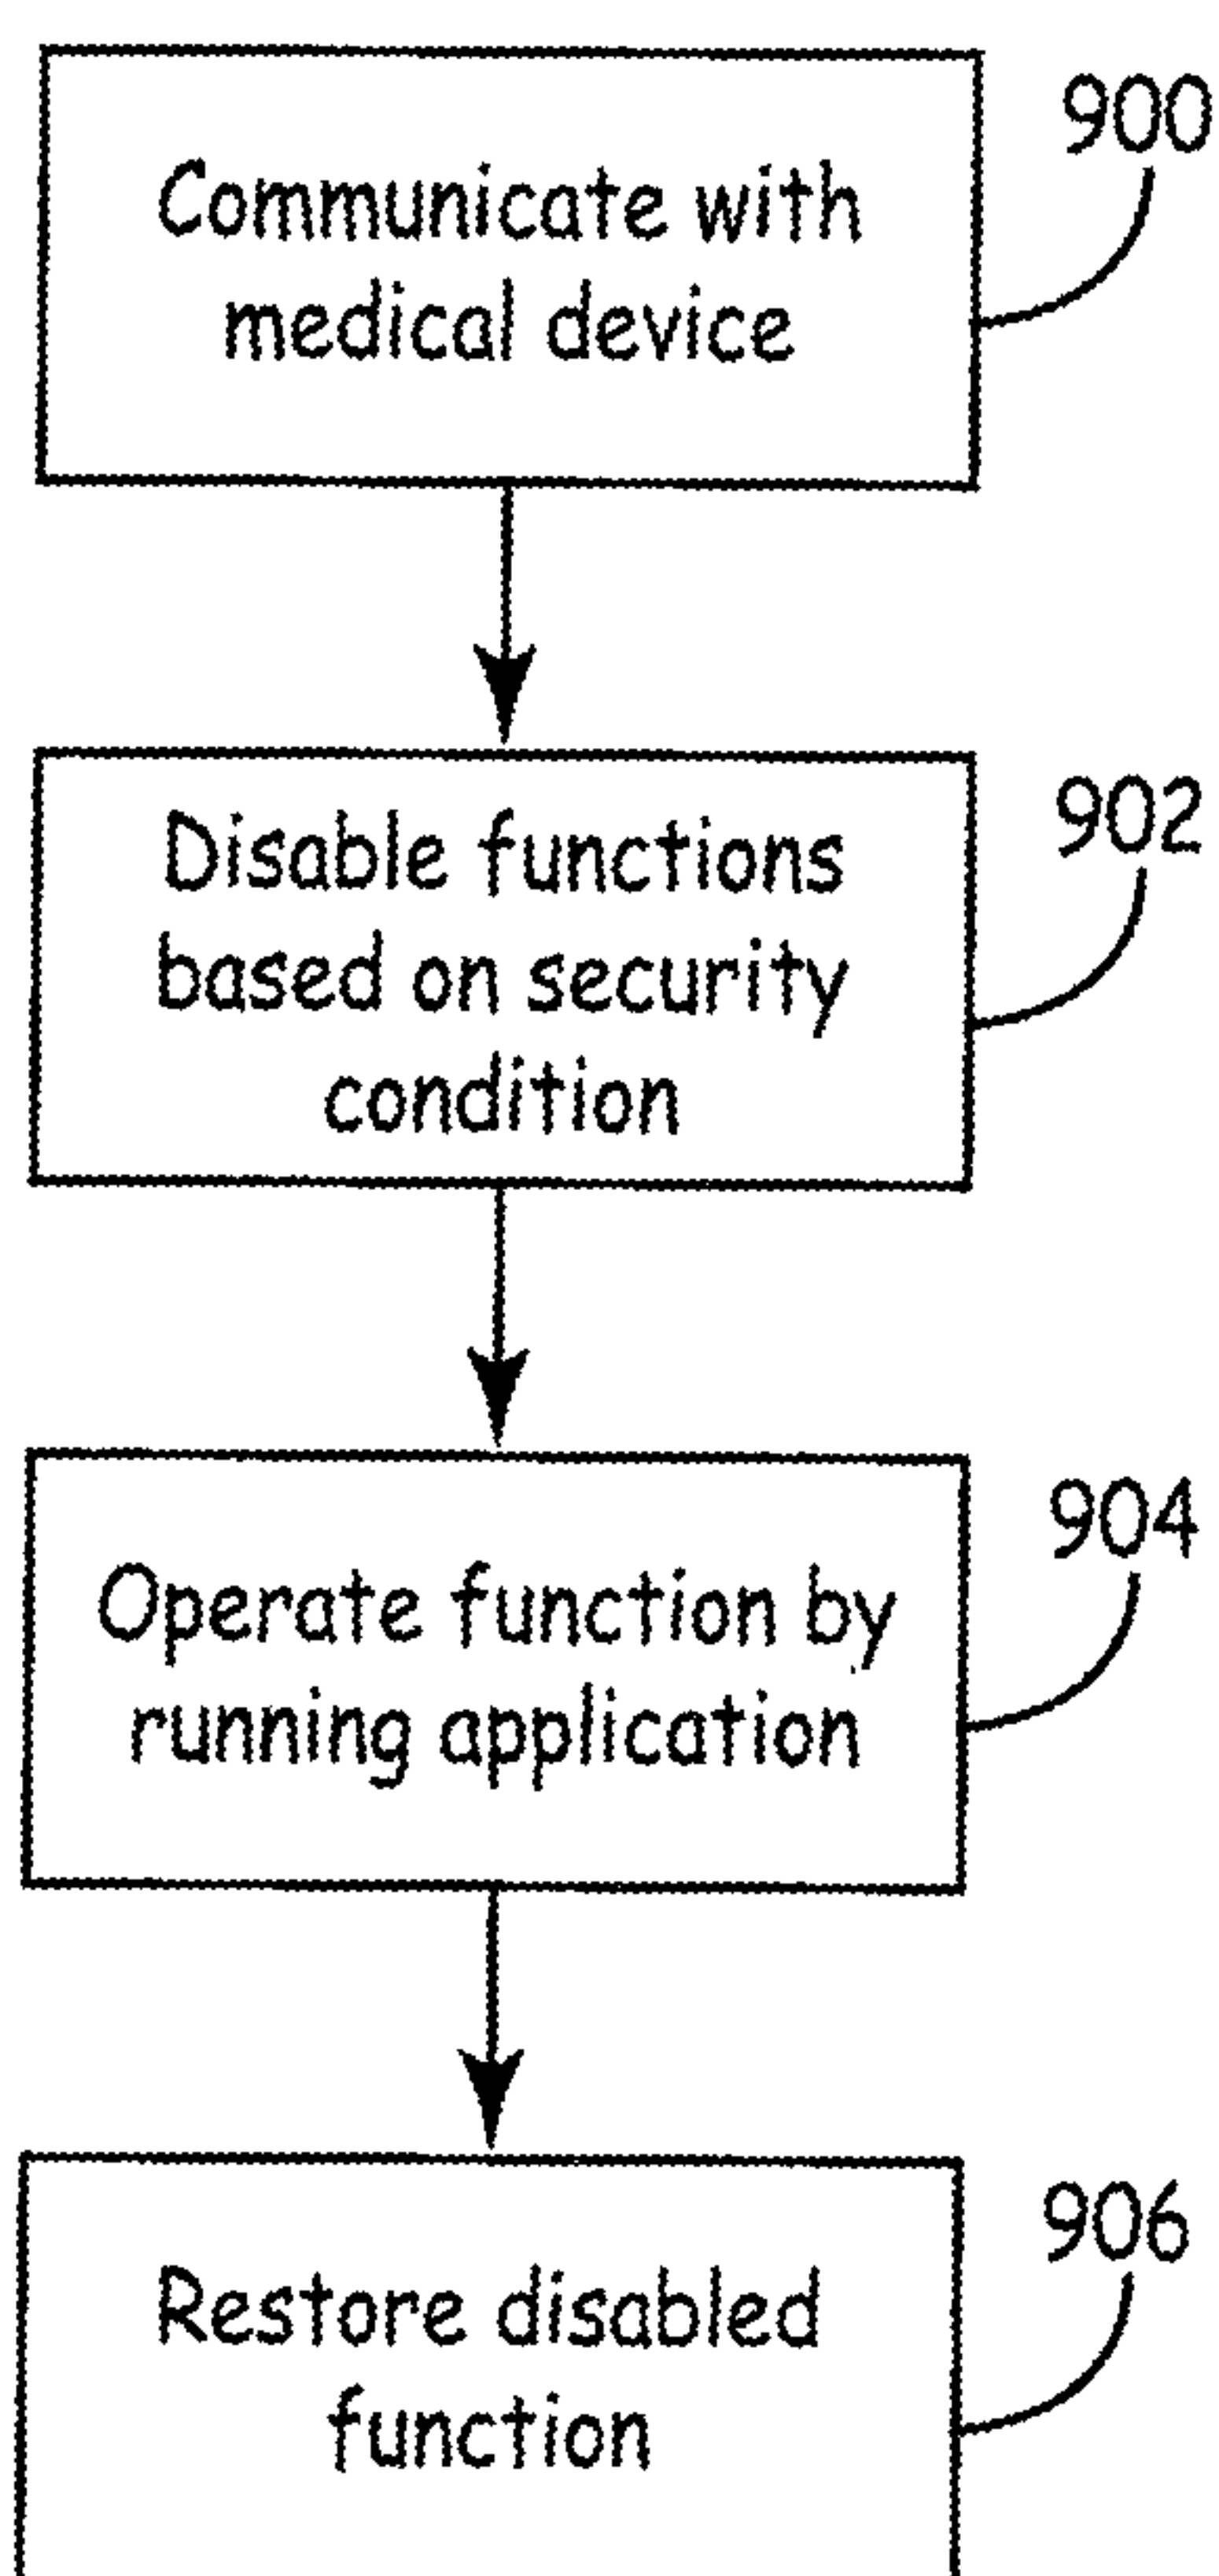 Communicate with
medical device
900
Disable functions
based on security
condition
902
Operate function by
running application
904
Restore disabled
function
906